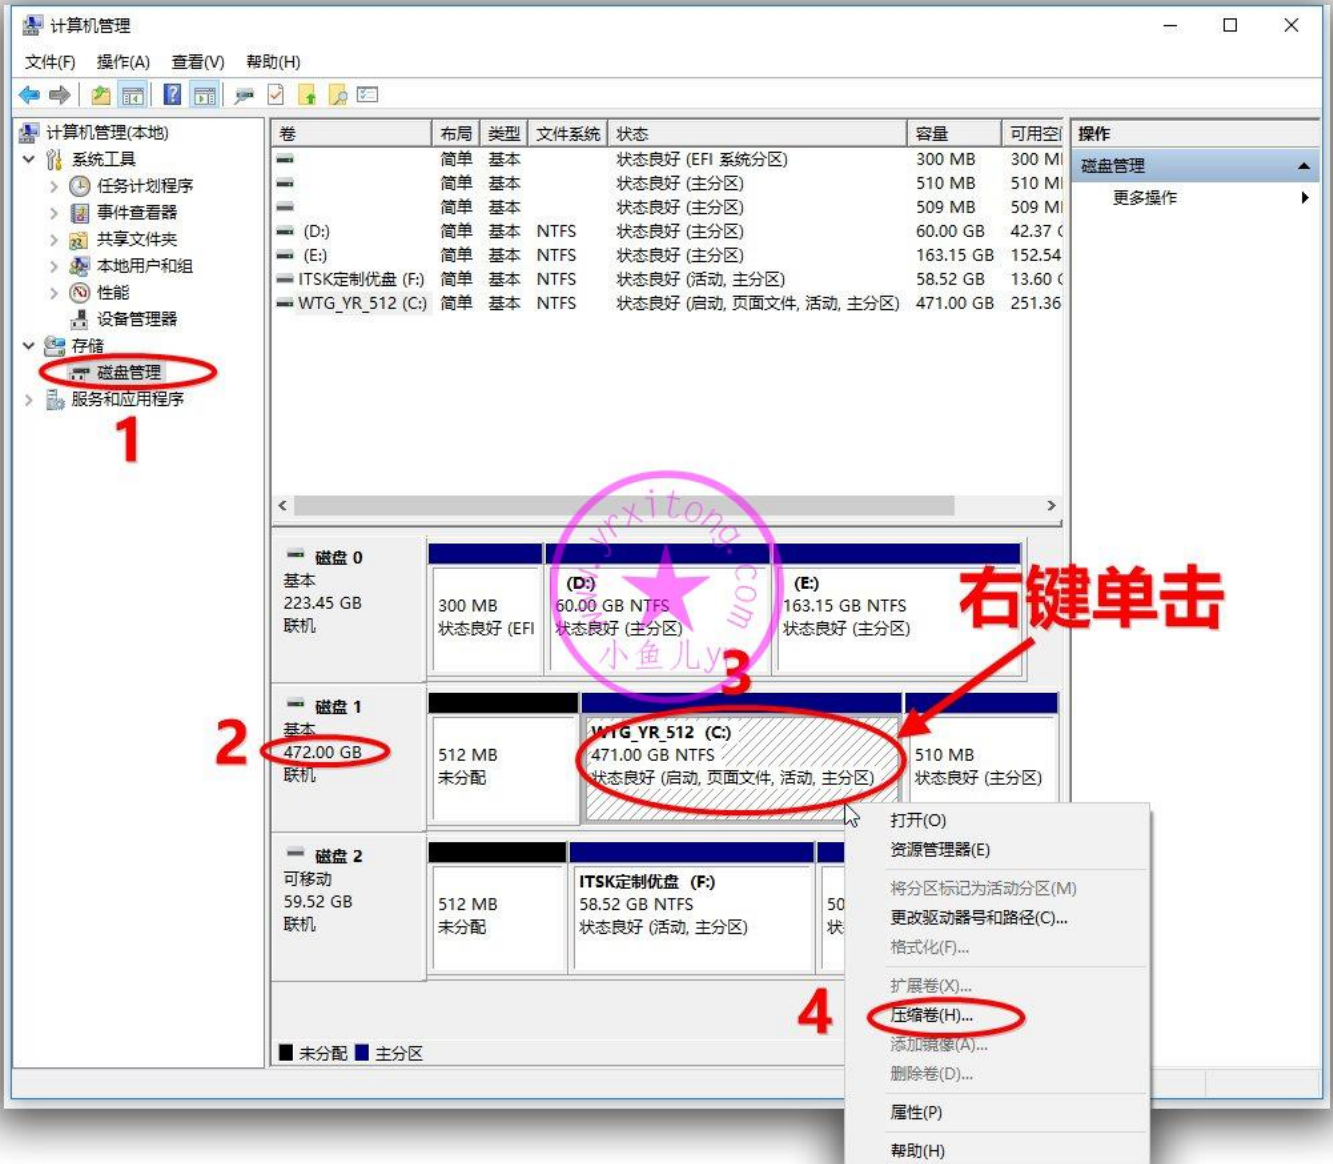 计算机管理
文件(F) 操作(A) 查看(V) 帮助(H)
计算机管理(本地)
系统工具
任务计划程序
事件查看器
共享文件夹
本地用户和组
性能
设备管理器
存储
磁盘管理
服务和应用程序
1
卷 布局 类型 文件系统 状态 容量 可用空
简单 基本 状态良好 (EFI 系统分区) 300 MB 300 M
简单 基本 状态良好 (主分区) 510 MB 510 M
简单 基本 状态良好 (主分区) 509 MB 509 M
(D:) 简单 基本 NTFS 状态良好 (主分区) 60.00 GB 42.37
(E:) 简单 基本 NTFS 状态良好 (主分区) 163.15 GB 152.54
ITSK定制优盘 (F:) 简单 基本 NTFS 状态良好 (活动, 主分区) 58.52 GB 13.60
WTG_YR_512 (C:) 简单 基本 NTFS 状态良好 (启动, 页面文件, 活动, 主分区) 471.00 GB 251.36
操作
磁盘管理
更多操作
磁盘 0
基本
223.45 GB
联机
300 MB
状态良好 (EFI
(D:)
60.00 GB NTFS
状态良好 (主分区)
(E:)
163.15 GB NTFS
状态良好 (主分区)
www.yrxitong.com
小鱼儿yr
右键单击
2
3
磁盘 1
基本
472.00 GB
联机
512 MB
未分配
WTG_YR_512 (C:)
471.00 GB NTFS
状态良好 (启动, 页面文件, 活动, 主分区)
510 MB
状态良好 (主分区)
磁盘 2
可移动
59.52 GB
联机
512 MB
未分配
ITSK定制优盘 (F:)
58.52 GB NTFS
状态良好 (活动, 主分区)
50
状
未分配 主分区
4
打开(O)
资源管理器(E)
将分区标记为活动分区(M)
更改驱动器号和路径(C)...
格式化(F)...
扩展卷(X)...
压缩卷(H)...
添加镜像(A)...
删除卷(D)...
属性(P)
帮助(H)